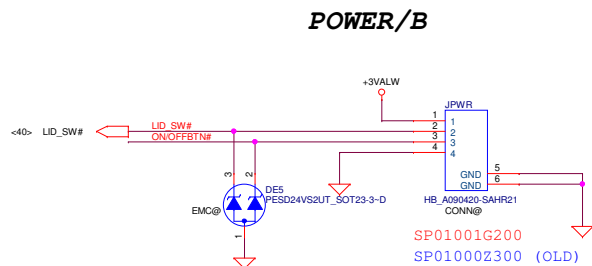 POWER/B
+3VALW
JPWR
<40> LID_SW#
LID_SW#
ON/OFFBTN#
1 1
2 2
3 3
4 4
GND 5
GND 6
3 2
DE5
PESD24VS2UT_SOT23-3~D
EMC@
1
HB_A090420-SAHR21
CONN@
SP01001G200
SP01000Z300 (OLD)